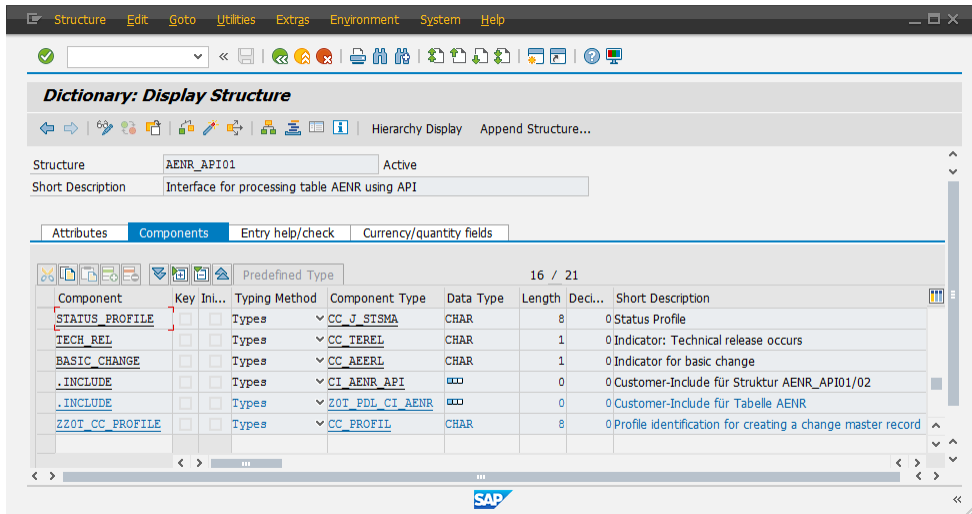 Structure Edit Goto Utilities Extras Environment System Help
Dictionary: Display Structure
Hierarchy Display Append Structure...
Structure AENR_API01 Active
Short Description Interface for processing table AENR using API
Attributes Components Entry help/check Currency/quantity fields
Predefined Type 16 / 21
Component Key Ini... Typing Method Component Type Data Type Length Deci... Short Description
STATUS_PROFILE Types CC_J_STSMA CHAR 8 0 Status Profile
TECH_REL Types CC_TEREL CHAR 1 0 Indicator: Technical release occurs
BASIC_CHANGE Types CC_AEERL CHAR 1 0 Indicator for basic change
.INCLUDE Types CI_AENR_API 0 0 Customer-Include für Struktur AENR_API01/02
.INCLUDE Types Z0T_PDL_CI_AENR 0 0 Customer-Include für Tabelle AENR
ZZ0T_CC_PROFILE Types CC_PROFIL CHAR 8 0 Profile identification for creating a change master record
SAP